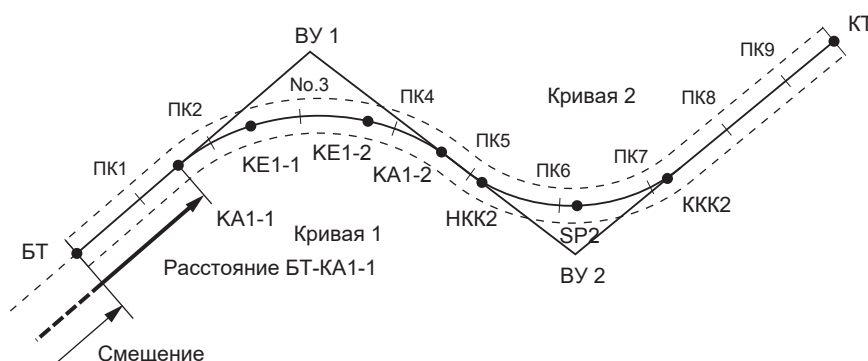 КТ
ВУ 1
ПК9
No.3
ПК2
ПК4
Кривая 2
ПК8
ПК1
КЕ1-1
КЕ1-2
КА1-2
ПК5
ПК6
ПК7
КА1-1
НКК2
ККК2
Кривая 1
SP2
БТ
Расстояние БТ-КА1-1
ВУ 2
Смещение